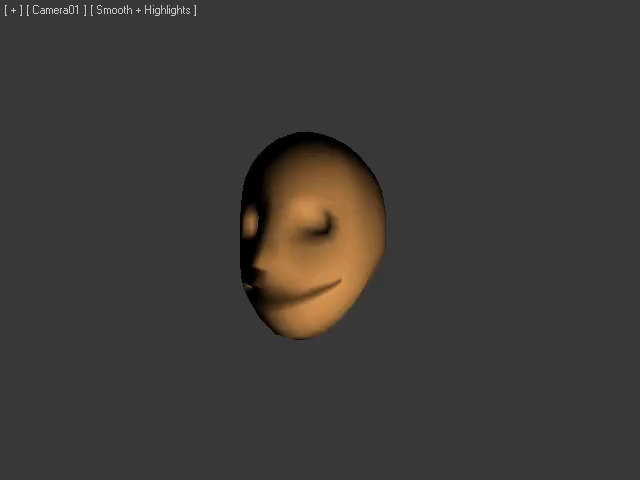 [ + ] [ Camera01 ] [ Smooth + Highlights ]